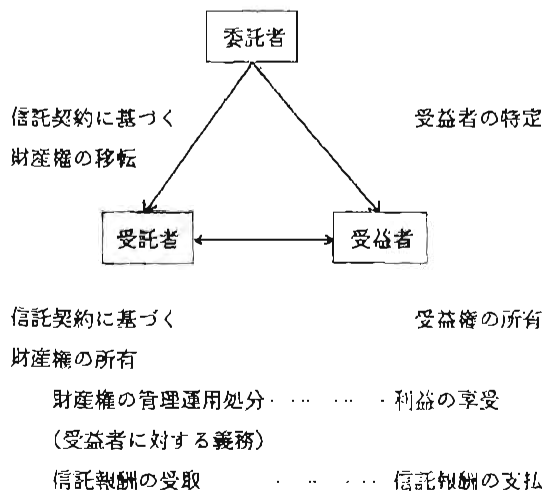 委託者
信託契約に基づく 受益者の特定
財産権の移転
受託者 受益者
信託契約に基づく 受益権の所有
財産権の所有
財産権の管理運用処分・・・・・・・利益の享受
(受益者に対する義務)
信託報酬の受取 ・・・・・・信託報酬の支払